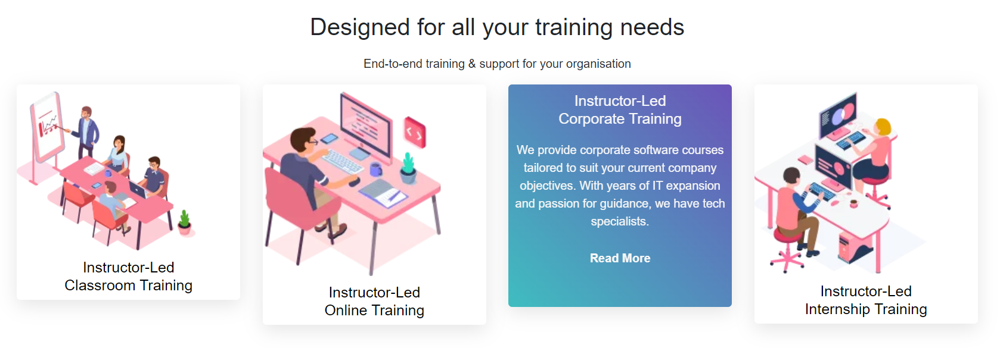 Designed for all your training needs
End-to-end training & support for your organisation
Instructor-Led
Classroom Training
Instructor-Led
Online Training
Instructor-Led
Corporate Training
We provide corporate software courses
tailored to suit your current company
objectives. With years of IT expansion
and passion for guidance, we have tech
specialists.
Read More
Instructor-Led
Internship Training